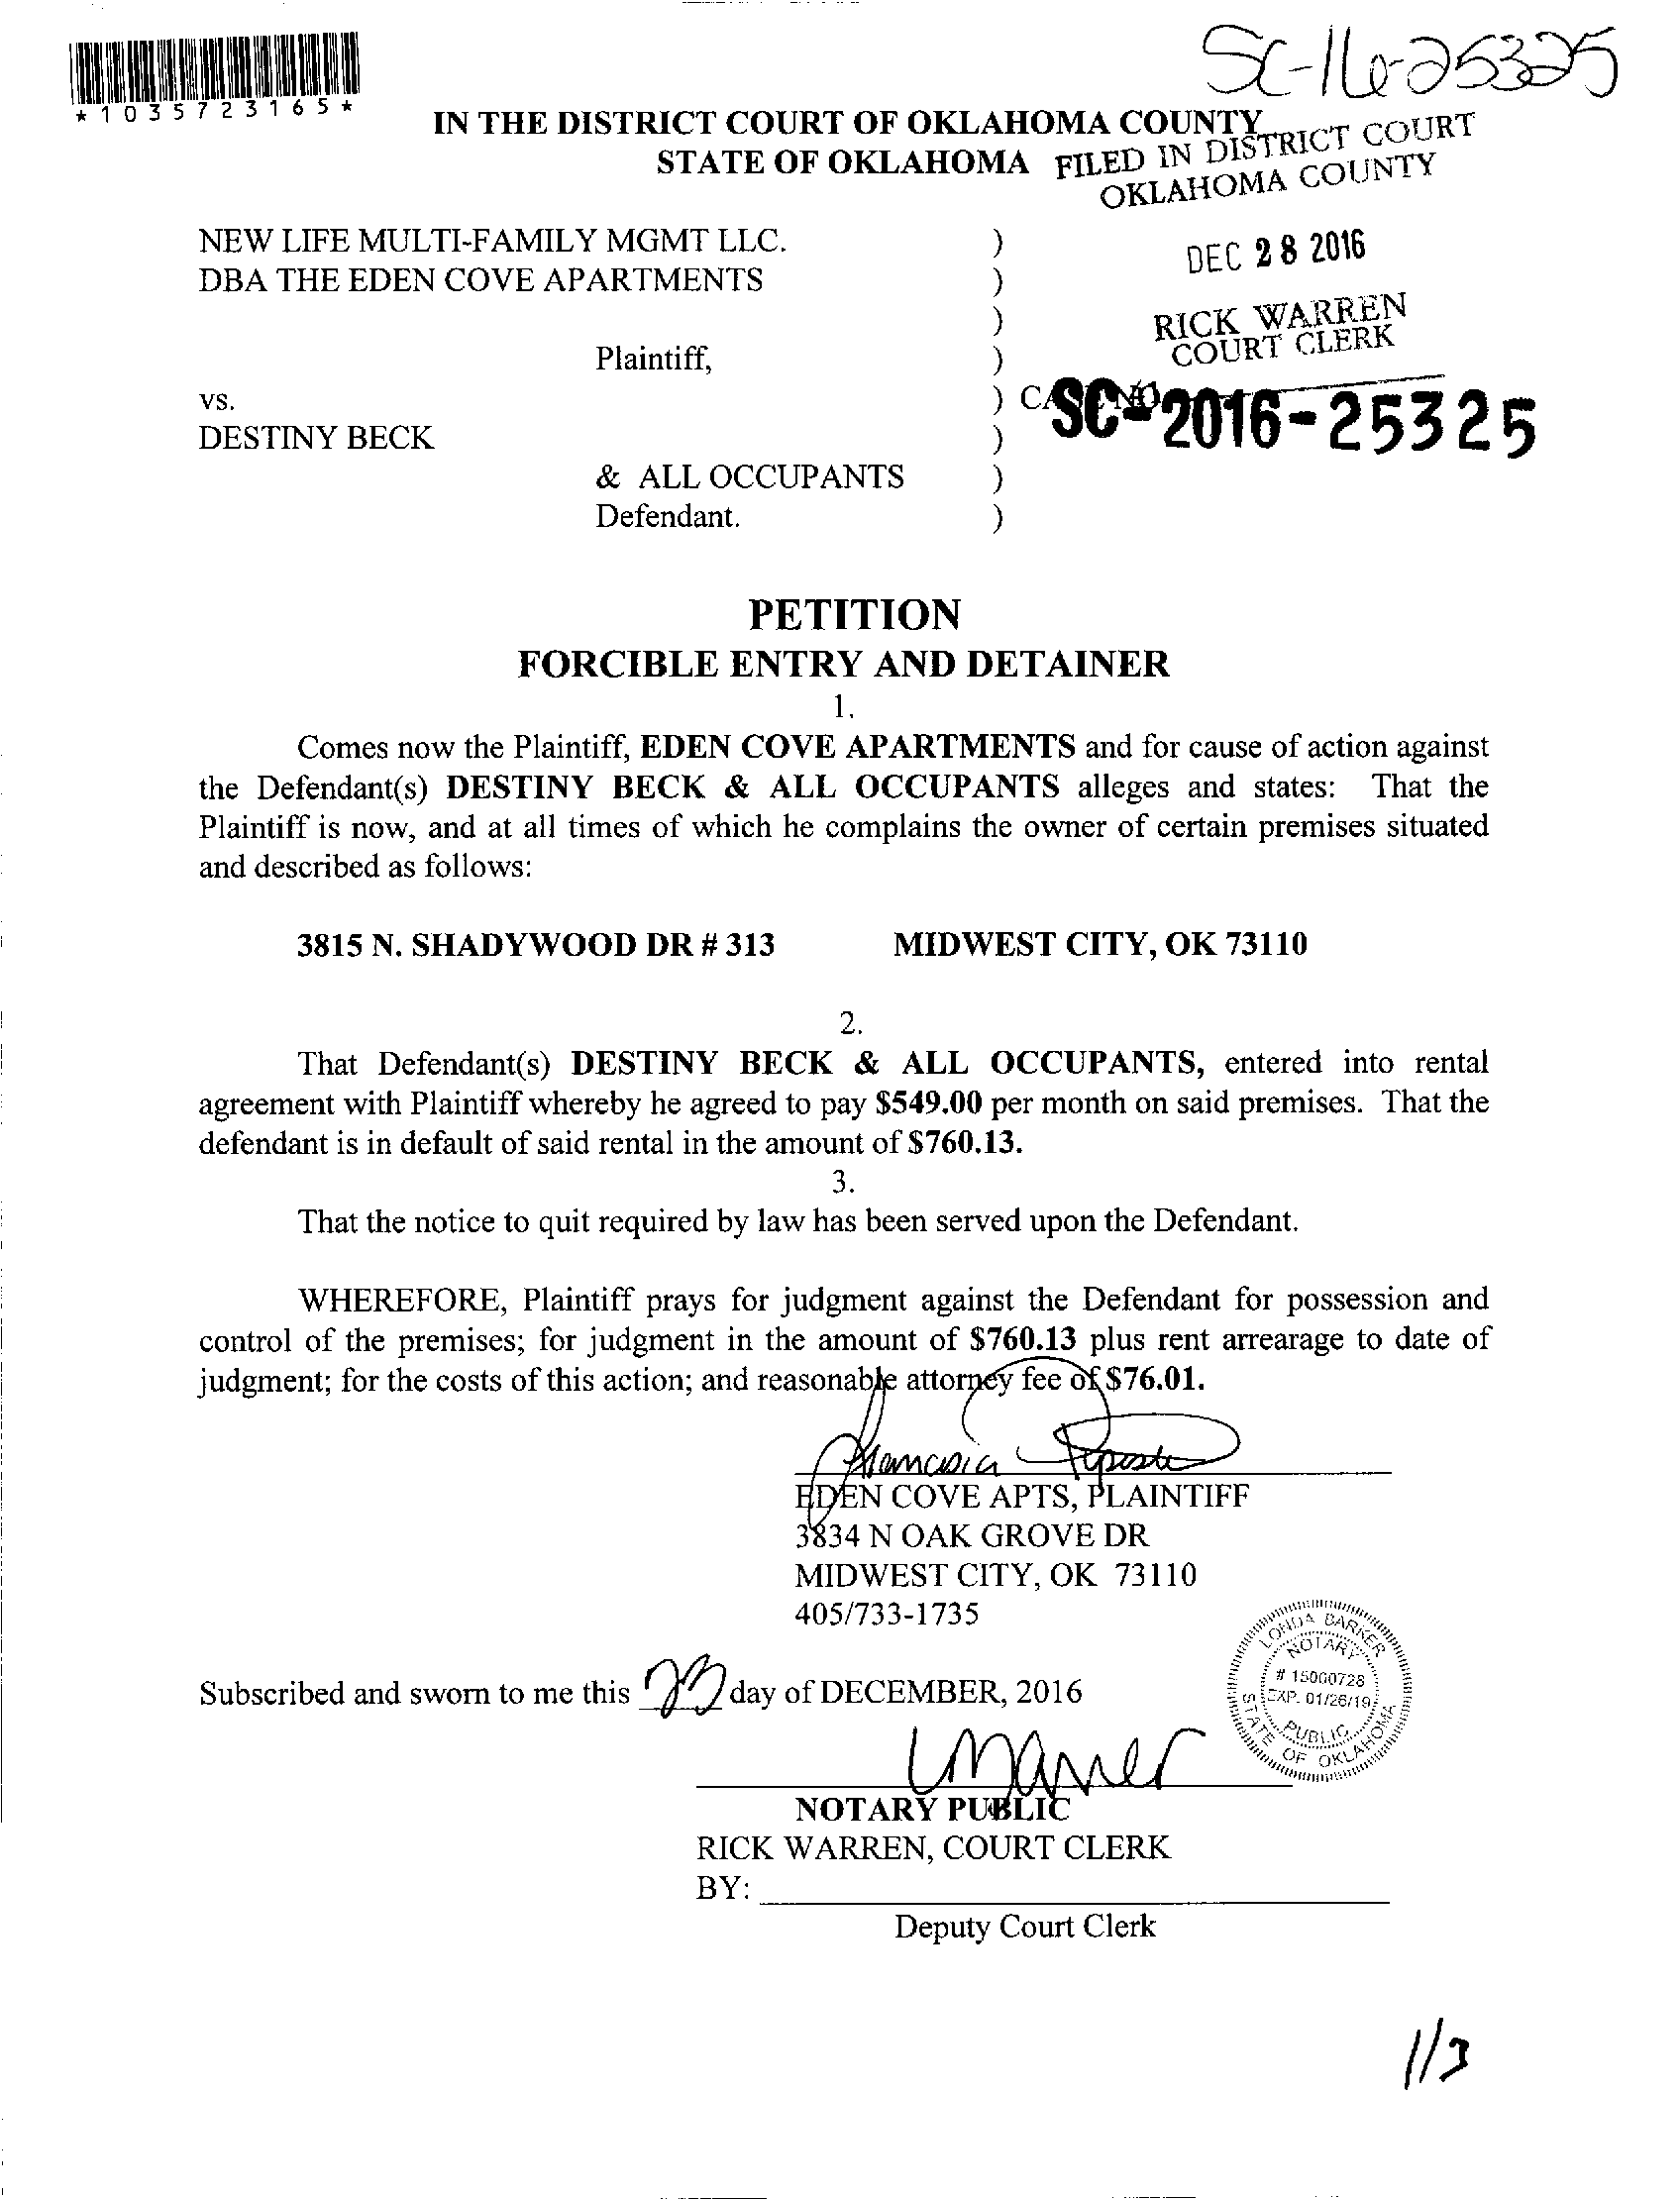 SC-16-25325
*1035723165*
IN THE DISTRICT COURT OF OKLAHOMA COUNTY
STATE OF OKLAHOMA
FILED IN DISTRICT COURT
OKLAHOMA COUNTY
NEW LIFE MULTI-FAMILY MGMT LLC. )
DBA THE EDEN COVE APARTMENTS )
)
DEC 28 2016
RICK WARREN
COURT CLERK
Plaintiff, )
vs. ) CASE NO.
SC-2016-25325
DESTINY BECK )
& ALL OCCUPANTS )
Defendant. )
PETITION
FORCIBLE ENTRY AND DETAINER
1.
Comes now the Plaintiff, EDEN COVE APARTMENTS and for cause of action against
the Defendant(s) DESTINY BECK & ALL OCCUPANTS alleges and states: That the
Plaintiff is now, and at all times of which he complains the owner of certain premises situated
and described as follows:
3815 N. SHADYWOOD DR # 313 MIDWEST CITY, OK 73110
2.
That Defendant(s) DESTINY BECK & ALL OCCUPANTS, entered into rental
agreement with Plaintiff whereby he agreed to pay $549.00 per month on said premises. That the
defendant is in default of said rental in the amount of $760.13.
3.
That the notice to quit required by law has been served upon the Defendant.
WHEREFORE, Plaintiff prays for judgment against the Defendant for possession and
control of the premises; for judgment in the amount of $760.13 plus rent arrearage to date of
judgment; for the costs of this action; and reasonable attorney fee of $76.01.
EDEN COVE APTS, PLAINTIFF
3834 N OAK GROVE DR
MIDWEST CITY, OK 73110
405/733-1735
LONDA BARKER
NOTARY
# 15000728
EXP. 01/26/19
PUBLIC
STATE OF OKLAHOMA
Subscribed and sworn to me this day of DECEMBER, 2016
NOTARY PUBLIC
RICK WARREN, COURT CLERK
BY:
Deputy Court Clerk
1/3